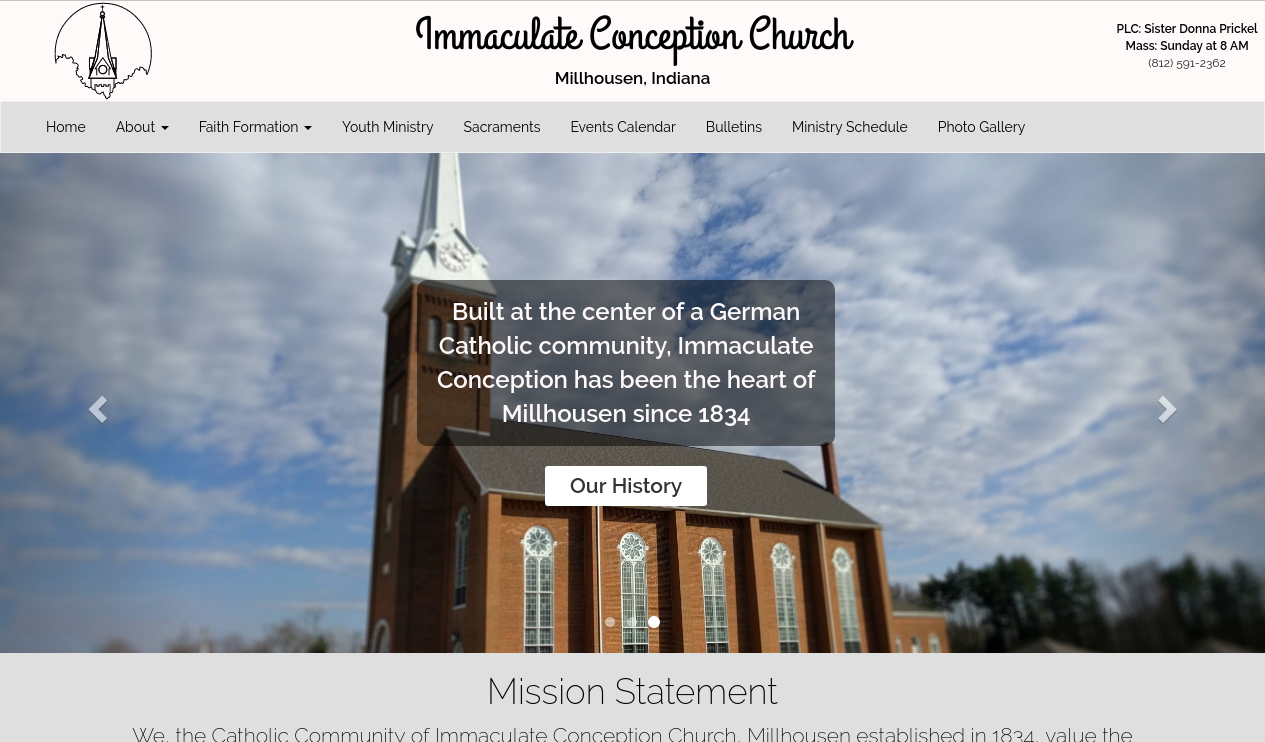 Immaculate Conception Church
Millhousen, Indiana
PLC: Sister Donna Prickel
Mass: Sunday at 8 AM
(812) 591-2362
Home About Faith Formation Youth Ministry Sacraments Events Calendar Bulletins Ministry Schedule Photo Gallery
Built at the center of a German
Catholic community, Immaculate
Conception has been the heart of
Millhousen since 1834
Our History
Mission Statement
We, the Catholic Community of Immaculate Conception Church, Millhousen established in 1834, value the